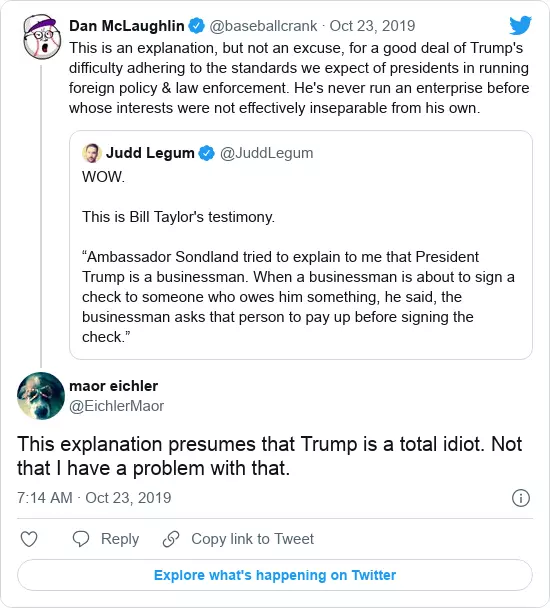 Dan McLaughlin @baseballcrank · Oct 23, 2019
This is an explanation, but not an excuse, for a good deal of Trump's
difficulty adhering to the standards we expect of presidents in running
foreign policy & law enforcement. He's never run an enterprise before
whose interests were not effectively inseparable from his own.
Judd Legum @JuddLegum
WOW.
This is Bill Taylor's testimony.
“Ambassador Sondland tried to explain to me that President
Trump is a businessman. When a businessman is about to sign a
check to someone who owes him something, he said, the
businessman asks that person to pay up before signing the
check.”
maor eichler
@EichlerMaor
This explanation presumes that Trump is a total idiot. Not
that I have a problem with that.
7:14 AM · Oct 23, 2019
Reply
Copy link to Tweet
Explore what's happening on Twitter